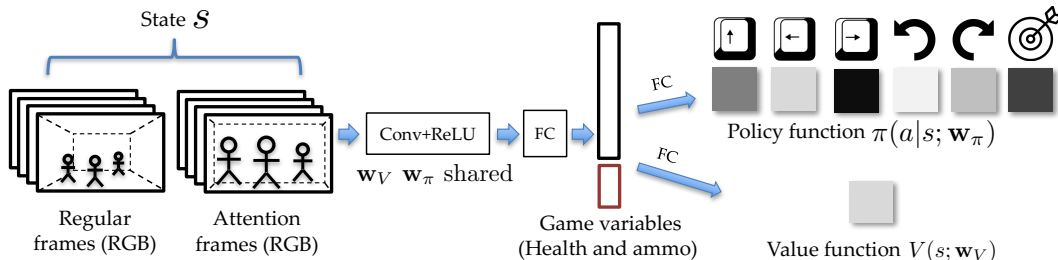 State s
Regular
frames (RGB)
Attention
frames (RGB)
Conv+ReLU
w_V w_π shared
FC
Game variables
(Health and ammo)
FC
FC
Policy function π(a|s; w_π)
Value function V(s; w_V)